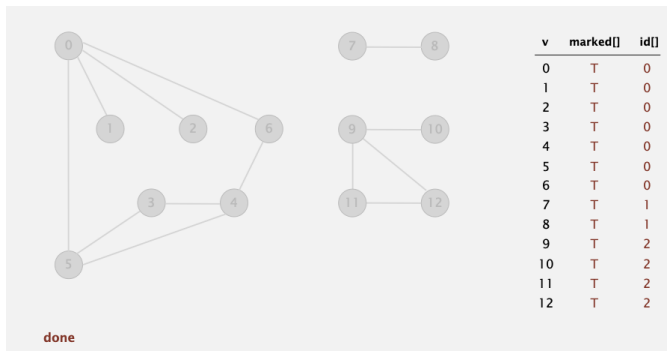 0
7 8
1 2 6
9 10
3 4
11 12
5
v marked[] id[]
0 T 0
1 T 0
2 T 0
3 T 0
4 T 0
5 T 0
6 T 0
7 T 1
8 T 1
9 T 2
10 T 2
11 T 2
12 T 2
done